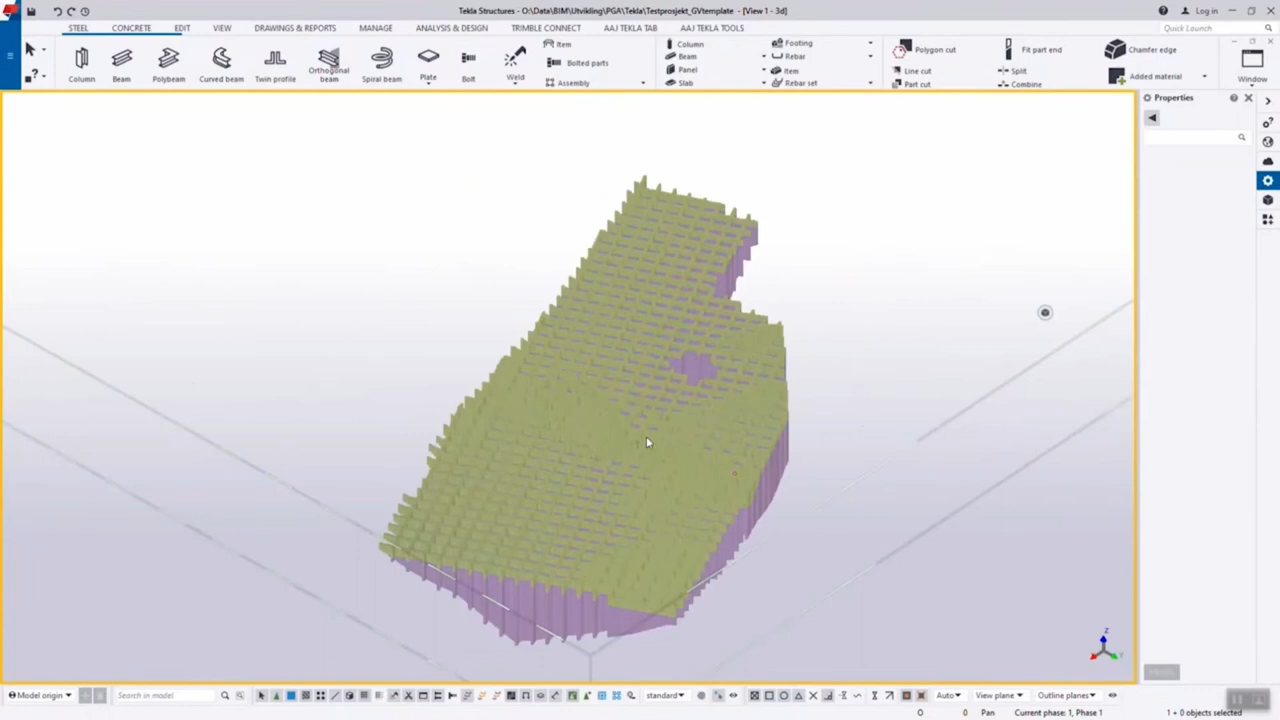 Tekla Structures - O:\Data\BIM\Utvikling\PGA\Tekla\Testprosjekt_GVtemplate - [View 1 - 3d]
Log in
STEEL CONCRETE EDIT VIEW DRAWINGS & REPORTS MANAGE ANALYSIS & DESIGN TRIMBLE CONNECT AAJ TEKLA TAB AAJ TEKLA TOOLS
Quick Launch
Column Beam Polybeam Curved beam Twin profile Orthogonal beam Spiral beam Plate Bolt Weld
Item
Bolted parts
Assembly
Column
Beam
Panel
Slab
Footing
Rebar
Item
Rebar set
Polygon cut
Line cut
Part cut
Fit part end
Split
Combine
Chamfer edge
Added material
Window
Properties
Z
Model origin Search in model standard Auto View plane Outline planes
O 0 Pan Current phase: 1, Phase 1 1 + 0 objects selected